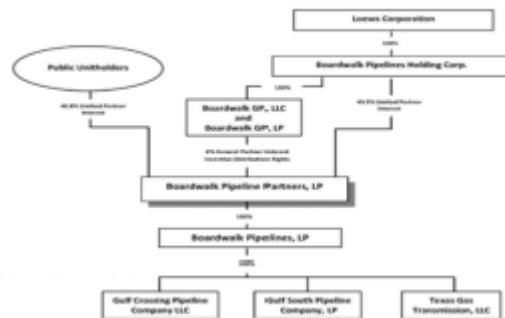 Loews Corporation
100%
Public Unitholders
Boardwalk Pipelines Holding Corp.
100%
Limited Partner
Interest
Boardwalk GP, LLC
and
Boardwalk GP, LP
Limited Partner
Interest
2% General Partner Interest
Incentive Distribution Rights
Boardwalk Pipeline Partners, LP
100%
Boardwalk Pipelines, LP
100%
Gulf Crossing Pipeline
Company LLC
Gulf South Pipeline
Company, LP
Texas Gas
Transmission, LLC